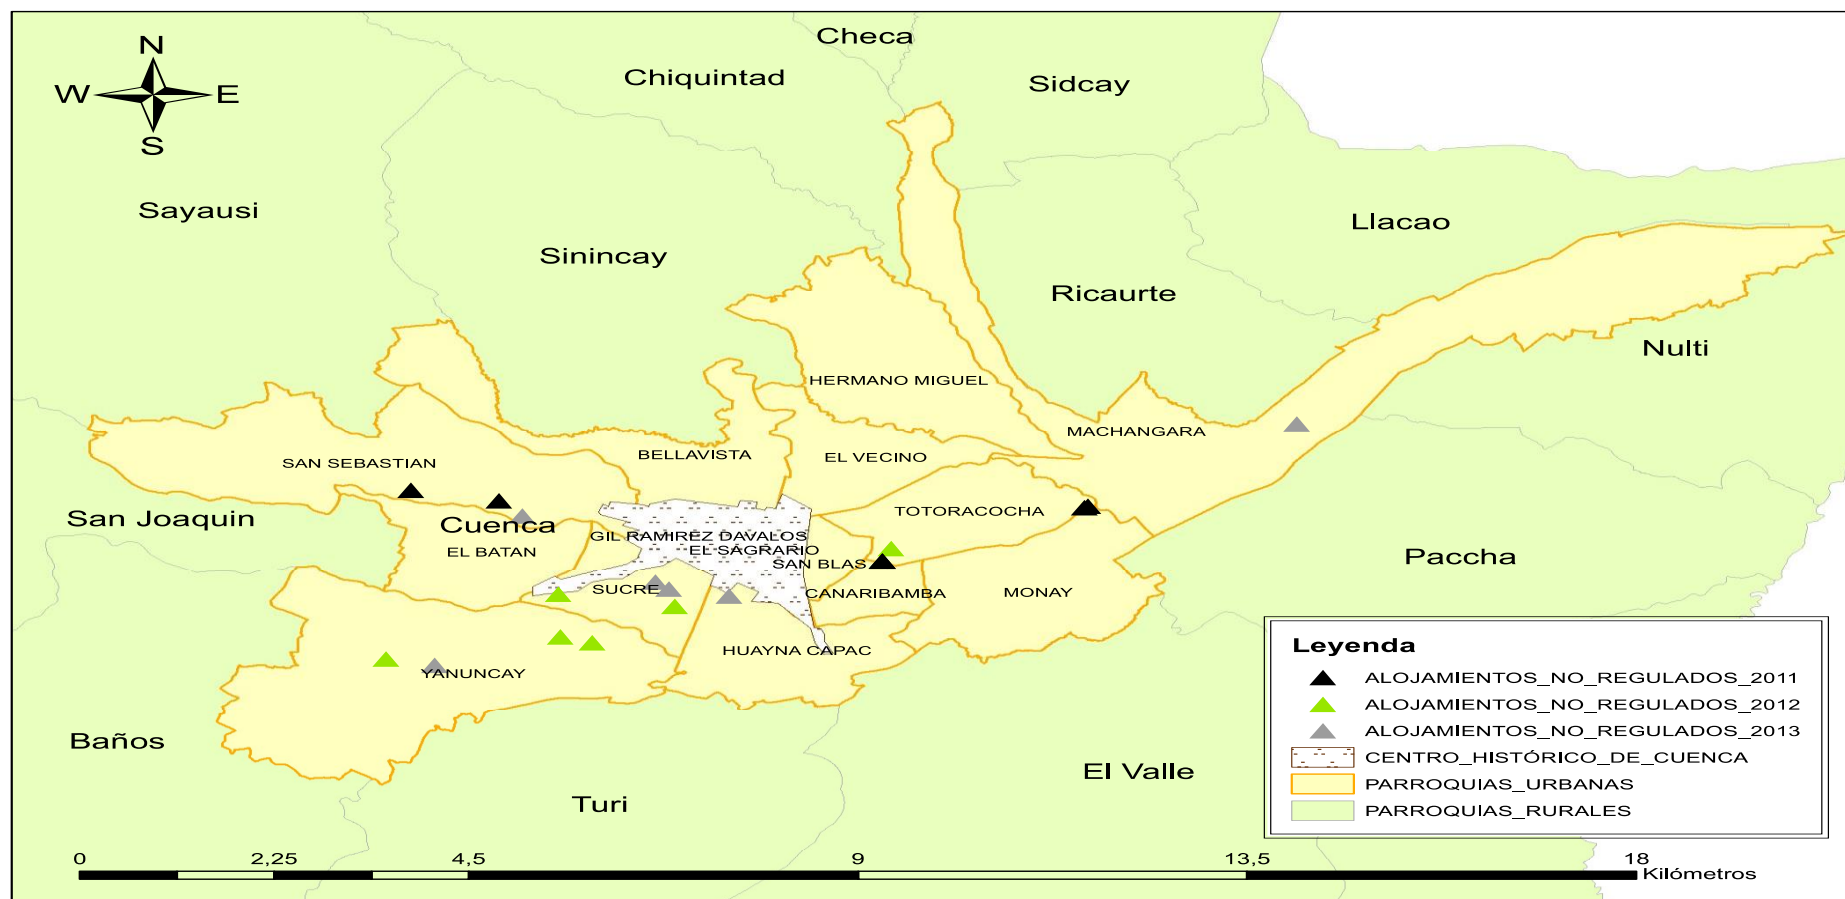 Checa
N
Chiquintad
Sidcay
W E
S
Sayausi
Llacao
Sinincay
Ricaurte
Nulti
HERMANO MIGUEL
MACHANGARA
BELLAVISTA
EL VECINO
SAN SEBASTIAN
San Joaquin
Cuenca
TOTORACOCHA
GIL RAMIREZ DAVALOS
EL BATAN
EL SAGRARIO
SAN BLAS
Paccha
SUCRE
CANARIBAMBA
MONAY
HUAYNA CAPAC
YANUNCAY
Baños
El Valle
Turi
Leyenda
ALOJAMIENTOS_NO_REGULADOS_2011
ALOJAMIENTOS_NO_REGULADOS_2012
ALOJAMIENTOS_NO_REGULADOS_2013
CENTRO_HISTÓRICO_DE_CUENCA
PARROQUIAS_URBANAS
PARROQUIAS_RURALES
0 2,25 4,5 9 13,5 18
Kilómetros